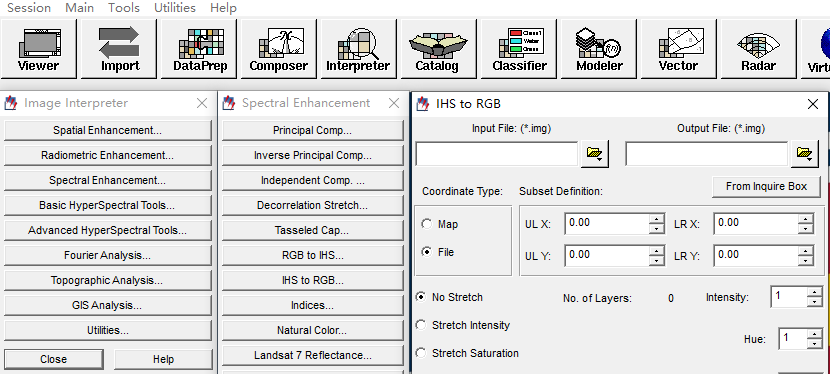 Session Main Tools Utilities Help
Viewer Import DataPrep Composer Interpreter Catalog Classifier Modeler Vector Radar Virtu
Class1
Water
Green
Image Interpreter
Spatial Enhancement...
Radiometric Enhancement...
Spectral Enhancement...
Basic HyperSpectral Tools...
Advanced HyperSpectral Tools...
Fourier Analysis...
Topographic Analysis...
GIS Analysis...
Utilities...
Close Help
Spectral Enhancement
Principal Comp...
Inverse Principal Comp...
Independent Comp. ...
Decorrelation Stretch...
Tasseled Cap...
RGB to IHS...
IHS to RGB...
Indices...
Natural Color...
Landsat 7 Reflectance...
IHS to RGB
Input File: (*.img) Output File: (*.img)
From Inquire Box
Coordinate Type: Subset Definition:
Map UL X: 0.00 LR X: 0.00
File UL Y: 0.00 LR Y: 0.00
No Stretch No. of Layers: 0 Intensity: 1
Stretch Intensity
Hue: 1
Stretch Saturation